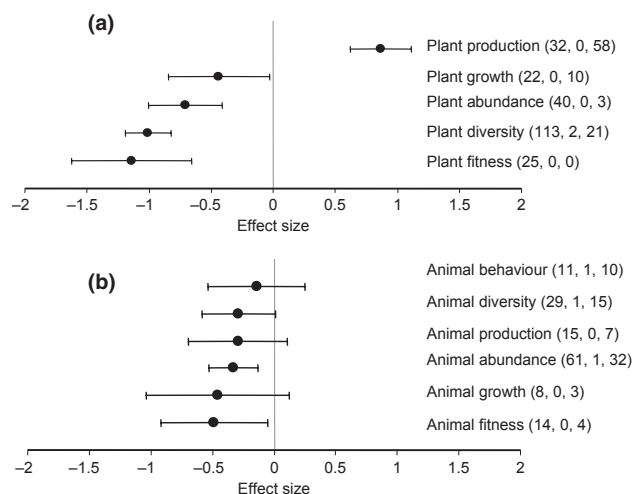 (a)
Plant production (32, 0, 58)
Plant growth (22, 0, 10)
Plant abundance (40, 0, 3)
Plant diversity (113, 2, 21)
Plant fitness (25, 0, 0)
–2 –1.5 –1 –0.5 0 0.5 1 1.5 2
Effect size
(b)
Animal behaviour (11, 1, 10)
Animal diversity (29, 1, 15)
Animal production (15, 0, 7)
Animal abundance (61, 1, 32)
Animal growth (8, 0, 3)
Animal fitness (14, 0, 4)
–2 –1.5 –1 –0.5 0 0.5 1 1.5 2
Effect size